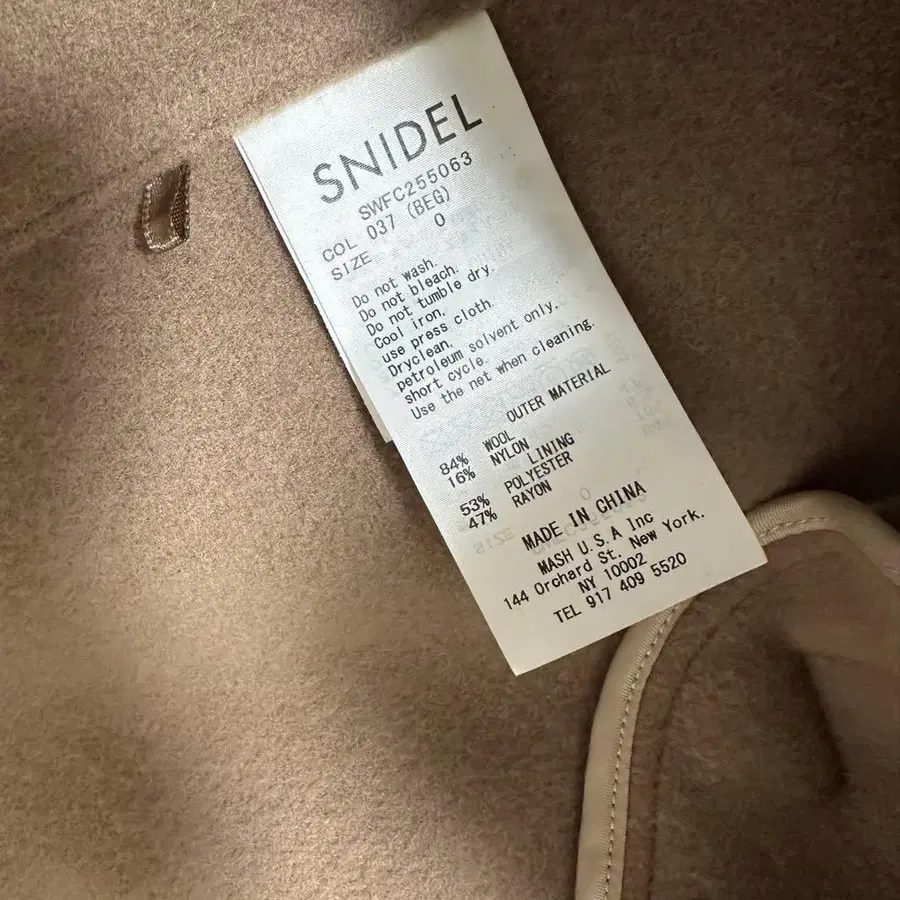 SNIDEL
SWFC255063
COL 037 (BEG)
SIZE 0
Do not wash.
Do not bleach.
Do not tumble dry.
Cool iron,
use press cloth.
Dryclean,
petroleum solvent only.
short cycle.
Use the net when cleaning.
OUTER MATERIAL
84% WOOL
16% NYLON
LINING
53% POLYESTER
47% RAYON
MADE IN CHINA
MASH U.S.A Inc
144 Orchard St. New York.
NY 10002
TEL 917 409 5520